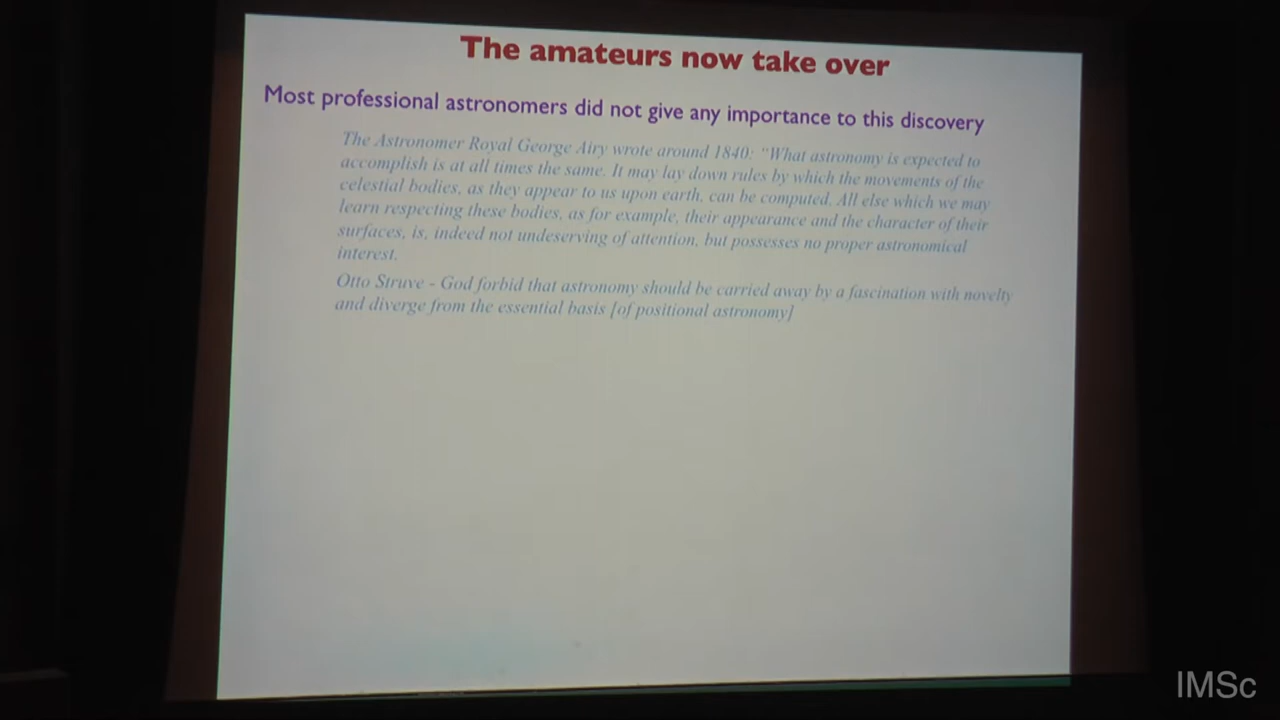 The amateurs now take over
Most professional astronomers did not give any importance to this discovery
The Astronomer Royal George Airy wrote around 1840: “What astronomy is expected to
accomplish is at all times the same. It may lay down rules by which the movements of the
celestial bodies, as they appear to us upon earth, can be computed. All else which we may
learn respecting these bodies, as for example, their appearance and the character of their
surfaces, is, indeed not undeserving of attention, but possesses no proper astronomical
interest.
Otto Struve - God forbid that astronomy should be carried away by a fascination with novelty
and diverge from the essential basis [of positional astronomy]
IMSc